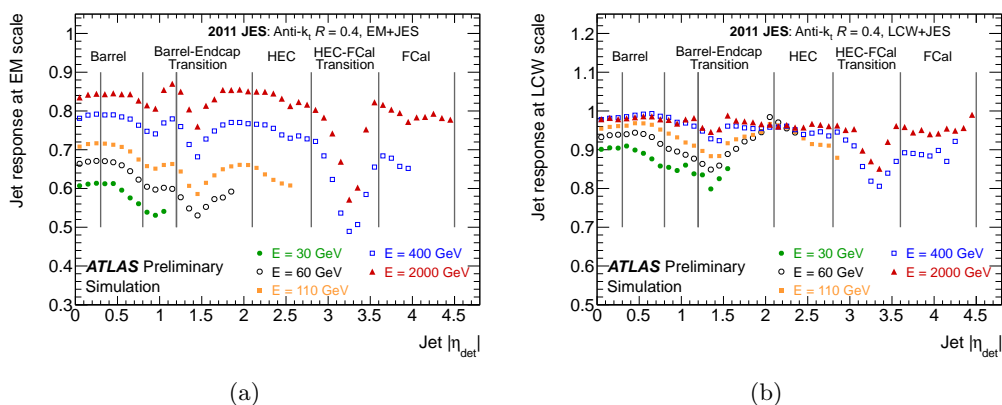 2011 JES: Anti-kt R = 0.4, EM+JES
Barrel
Barrel-Endcap
Transition
HEC
HEC-FCal
Transition
FCal
Jet response at EM scale
1
0.9
0.8
0.7
0.6
0.5
0.4
0.3
E = 30 GeV
E = 400 GeV
E = 60 GeV
E = 2000 GeV
E = 110 GeV
ATLAS Preliminary
Simulation
0 0.5 1 1.5 2 2.5 3 3.5 4 4.5
Jet |ηdet|
(a)
2011 JES: Anti-kt R = 0.4, LCW+JES
Barrel
Barrel-Endcap
Transition
HEC
HEC-FCal
Transition
FCal
Jet response at LCW scale
1.2
1.1
1
0.9
0.8
0.7
0.6
0.5
E = 30 GeV
E = 400 GeV
E = 60 GeV
E = 2000 GeV
E = 110 GeV
ATLAS Preliminary
Simulation
0 0.5 1 1.5 2 2.5 3 3.5 4 4.5
Jet |ηdet|
(b)